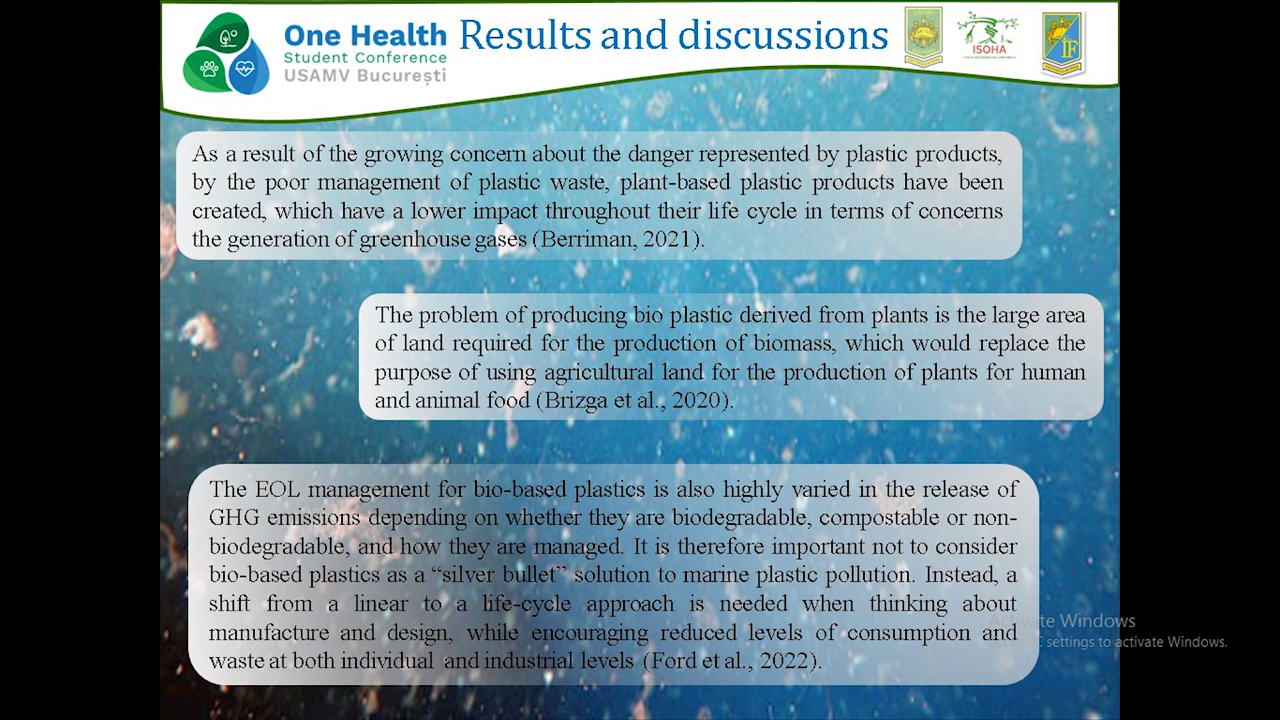 One Health
Student Conference
USAMV București
Results and discussions
ISOHA
IF
As a result of the growing concern about the danger represented by plastic products,
by the poor management of plastic waste, plant-based plastic products have been
created, which have a lower impact throughout their life cycle in terms of concerns
the generation of greenhouse gases (Berriman, 2021).
The problem of producing bio plastic derived from plants is the large area
of land required for the production of biomass, which would replace the
purpose of using agricultural land for the production of plants for human
and animal food (Brizga et al., 2020).
The EOL management for bio-based plastics is also highly varied in the release of
GHG emissions depending on whether they are biodegradable, compostable or non-
biodegradable, and how they are managed. It is therefore important not to consider
bio-based plastics as a “silver bullet” solution to marine plastic pollution. Instead, a
shift from a linear to a life-cycle approach is needed when thinking about
manufacture and design, while encouraging reduced levels of consumption and
waste at both individual and industrial levels (Ford et al., 2022).
Activate Windows
settings to activate Windows.